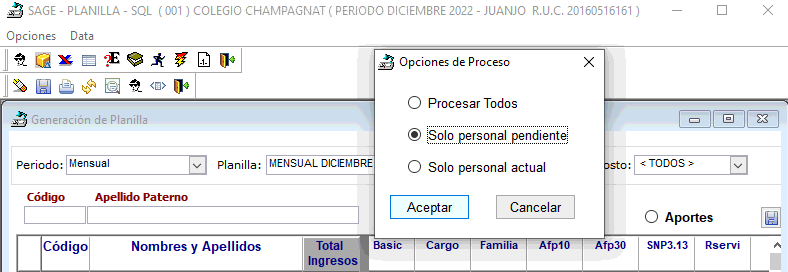 SAGE - PLANILLA - SQL ( 001 ) COLEGIO CHAMPAGNAT ( PERIODO DICIEMBRE 2022 - JUANJO R.U.C. 20160516161 )
Opciones Data
Opciones de Proceso
Procesar Todos
Solo personal pendiente
Solo personal actual
Aceptar Cancelar
Generación de Planilla
Periodo: Mensual Planilla: MENSUAL DICIEMBRE osto: < TODOS >
Código Apellido Paterno
Aportes
Código Nombres y Apellidos Total Ingresos Basic Cargo Familia Afp10 Afp30 SNP3.13 Rservi